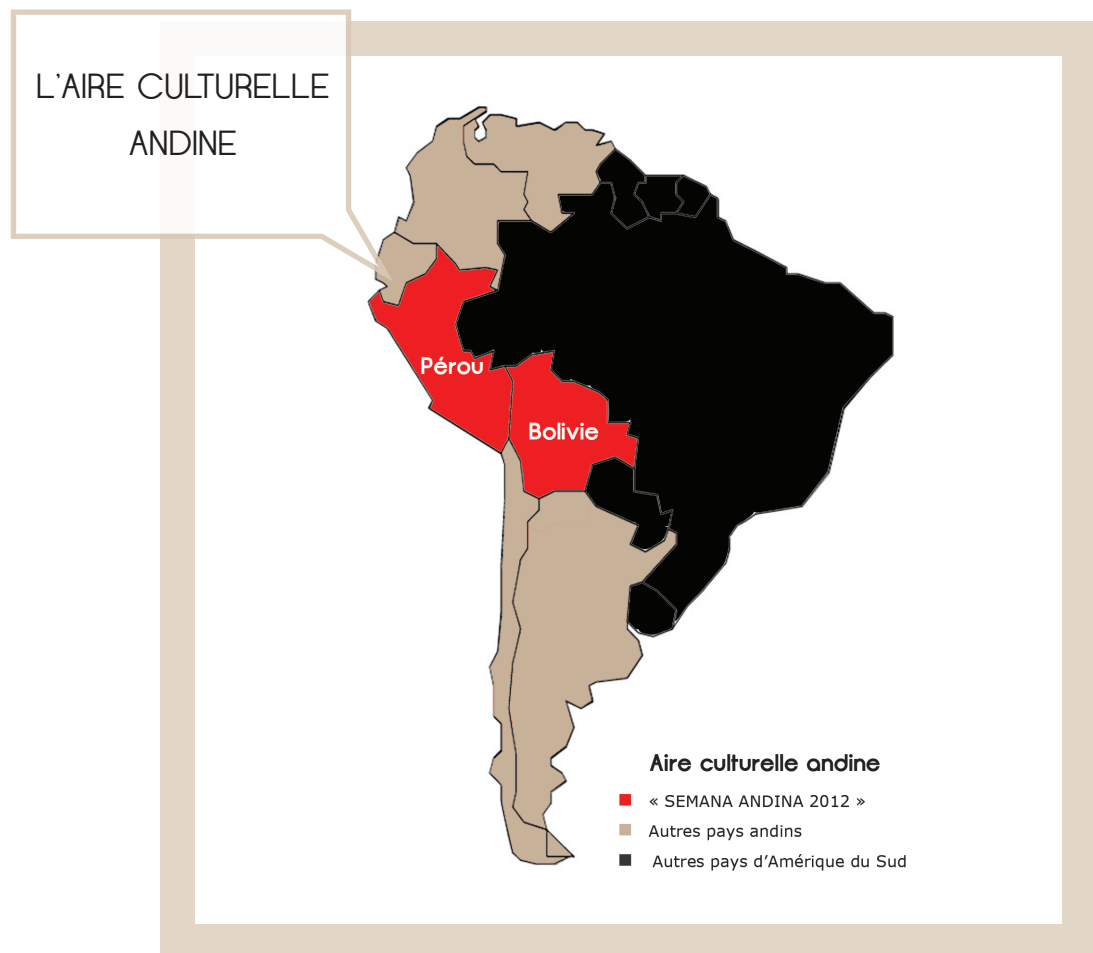 L'AIRE CULTURELLE
ANDINE
Pérou
Bolivie
Aire culturelle andine
« SEMANA ANDINA 2012 »
Autres pays andins
Autres pays d'Amérique du Sud